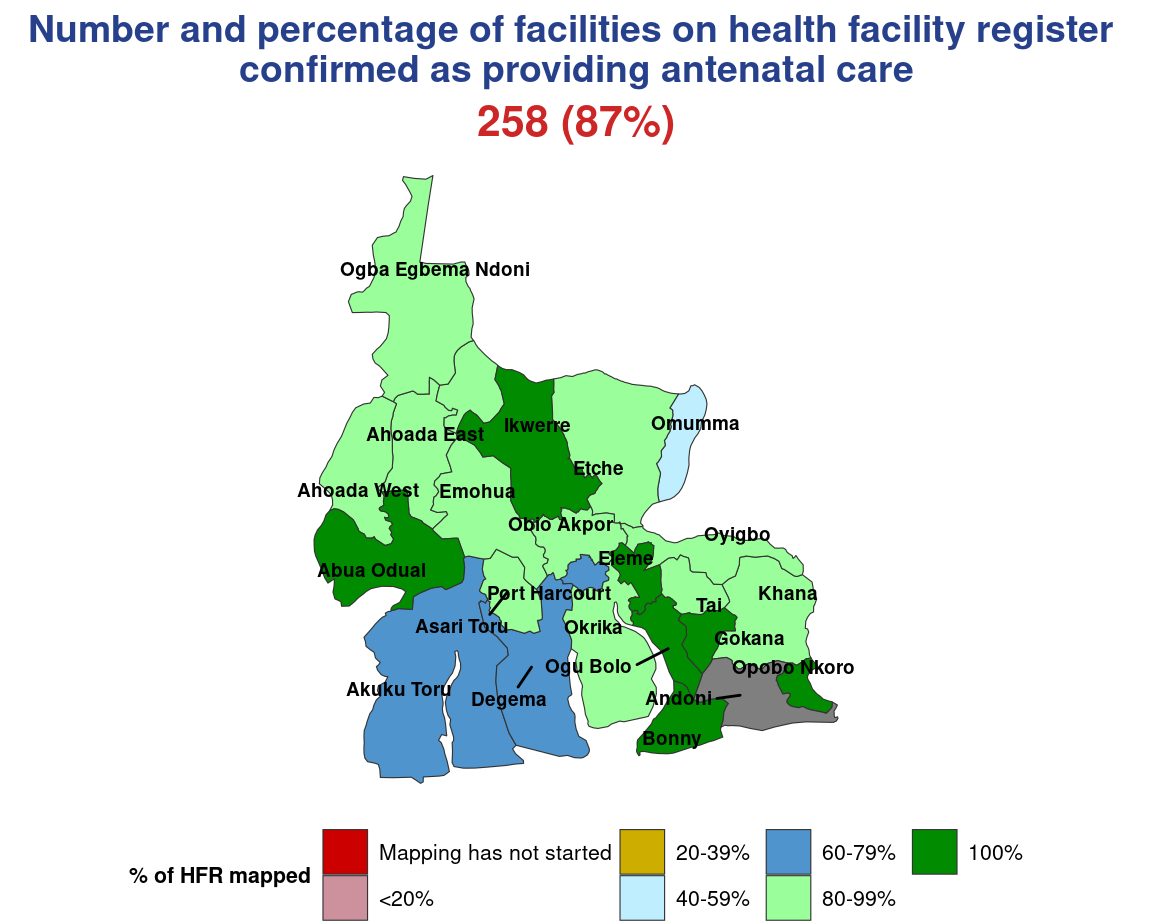 Number and percentage of facilities on health facility register
confirmed as providing antenatal care
258 (87%)
Ogba Egbema Ndoni
Ikwerre
Omumma
Ahoada East
Etche
Ahoada West
Emohua
Obio Akpor
Oyigbo
Eleme
Abua Odual
Port Harcourt
Khana
Tai
Asari Toru
Okrika
Gokana
Ogu Bolo
Opobo Nkoro
Akuku Toru
Degema
Andoni
Bonny
% of HFR mapped
Mapping has not started
<20%
20-39%
40-59%
60-79%
80-99%
100%